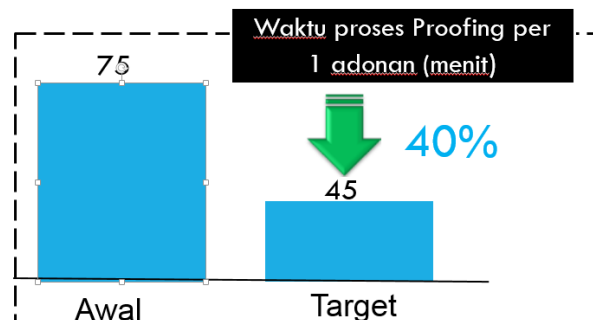 Waktu proses Proofing per
1 adonan (menit)
75
40%
45
Awal
Target